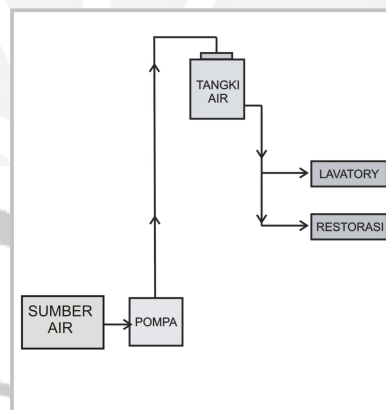 TANGKI
AIR
LAVATORY
RESTORASI
SUMBER
AIR
POMPA